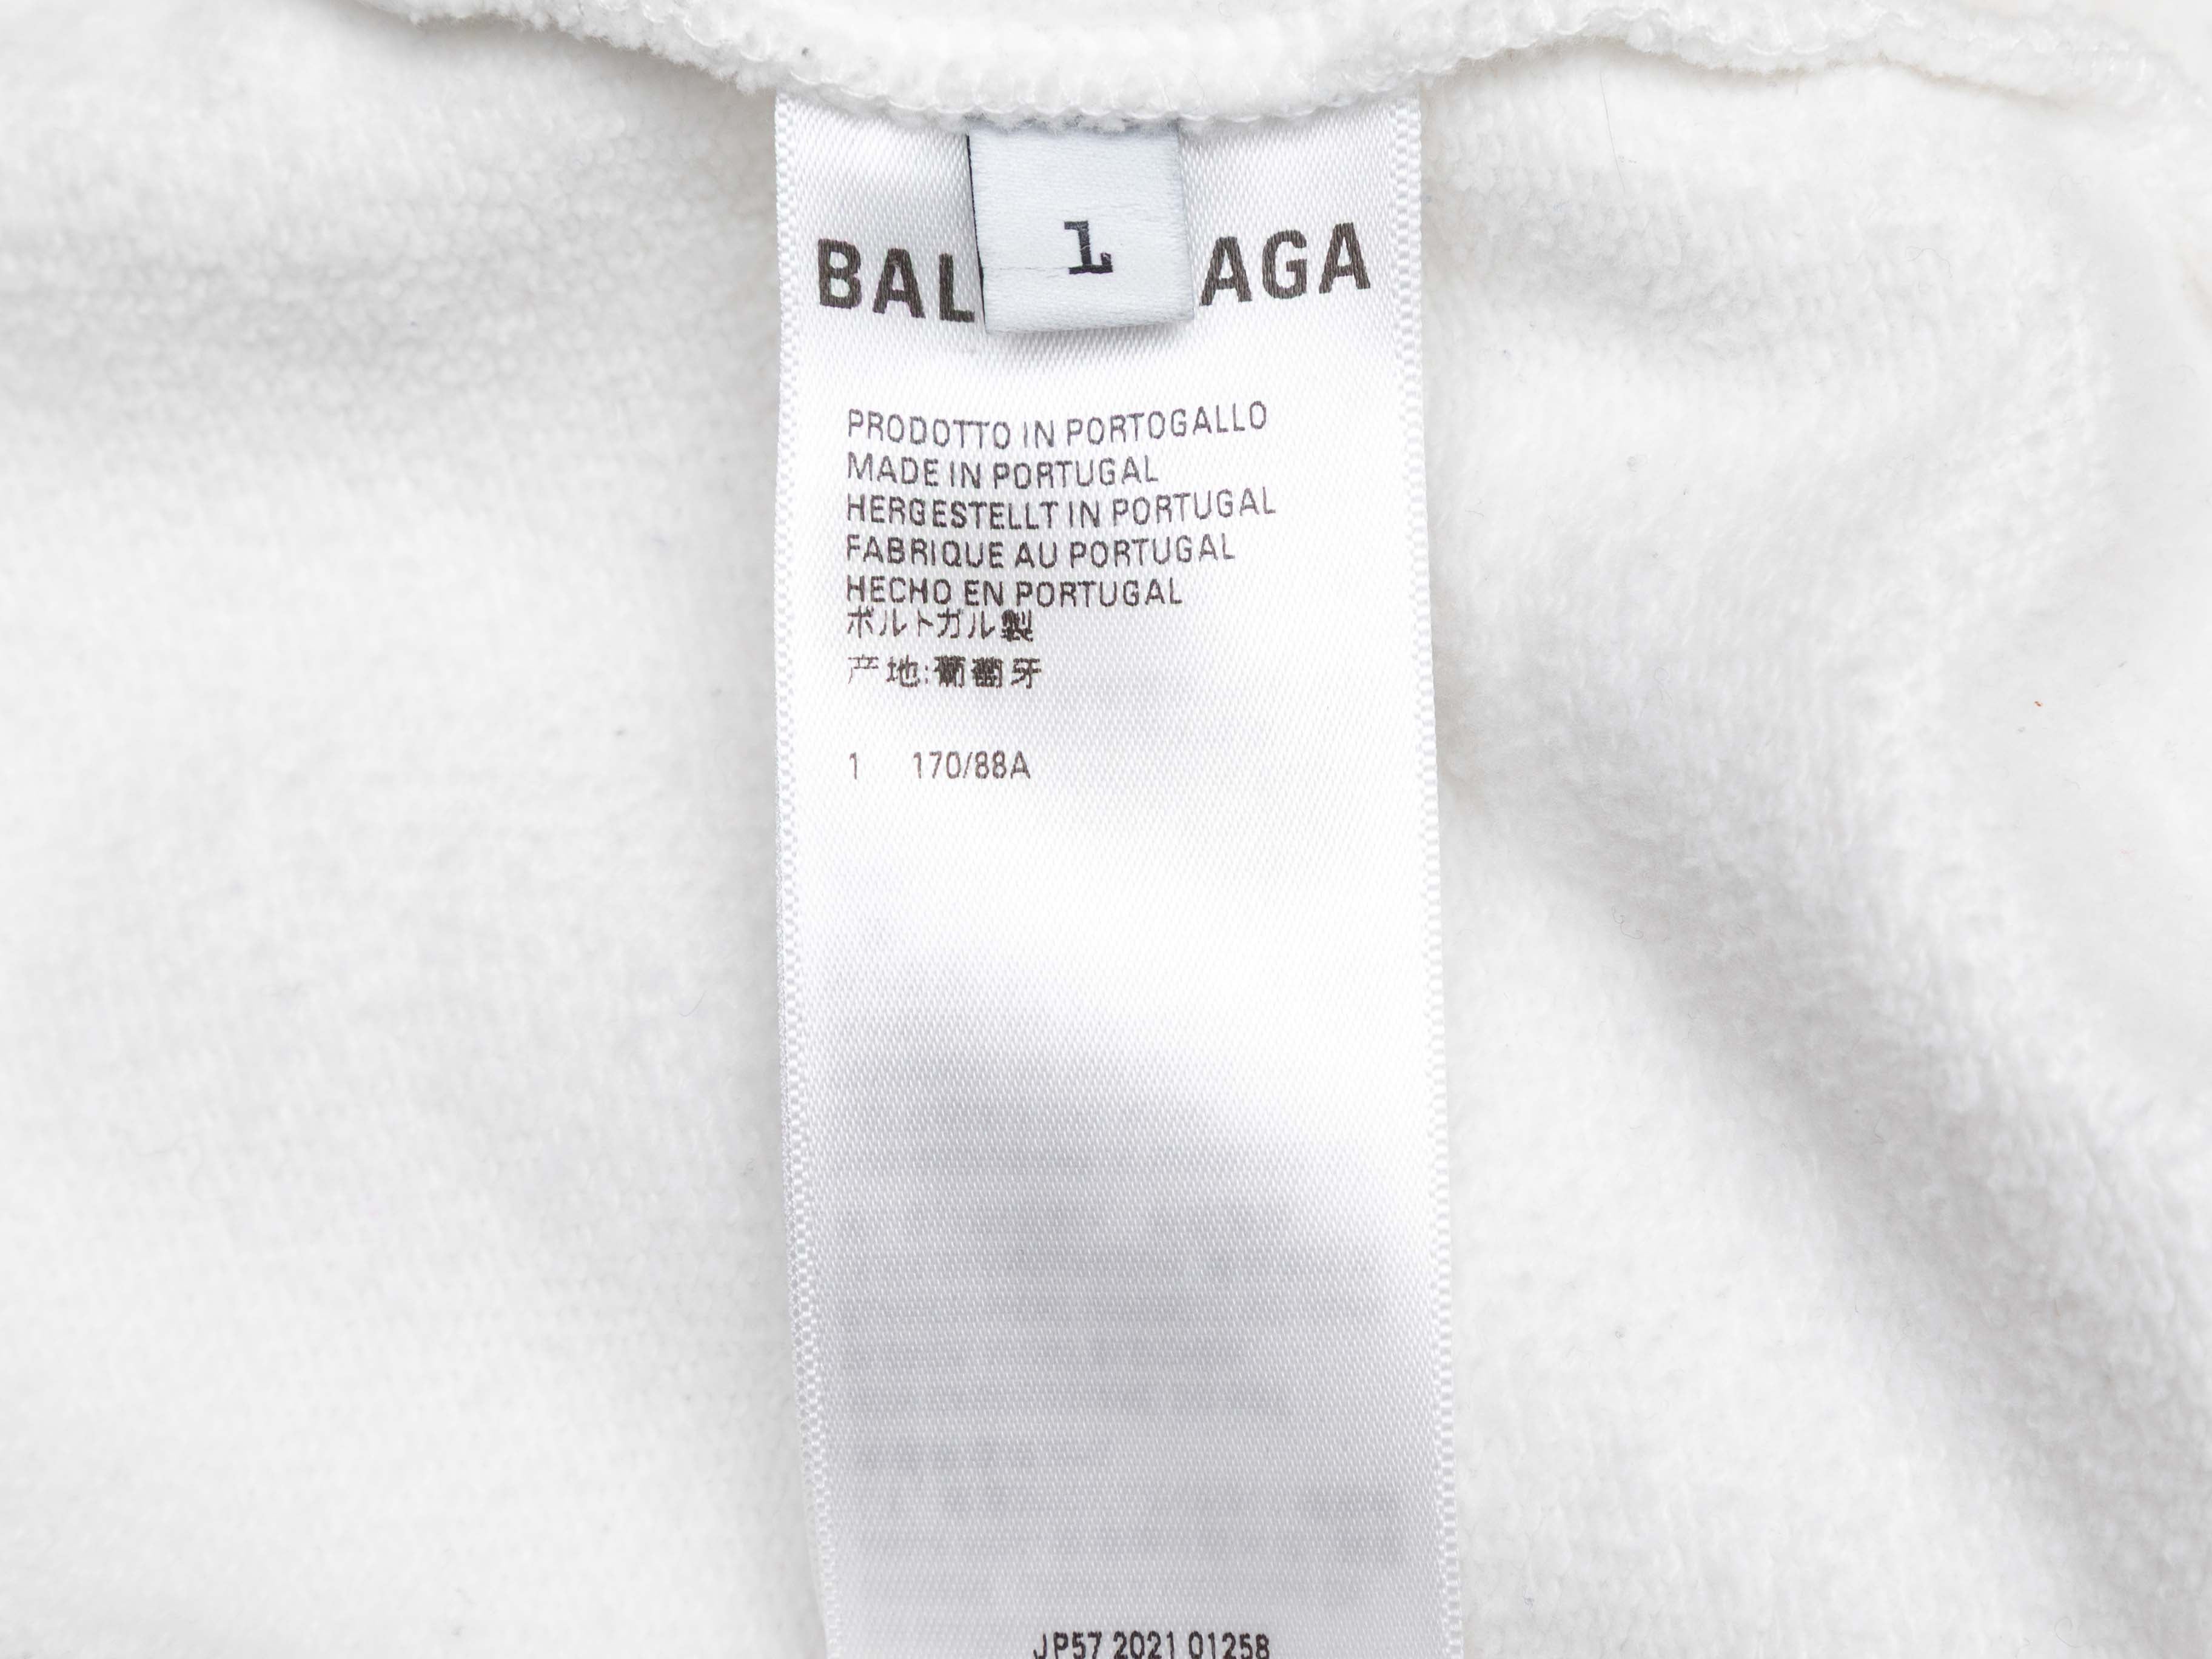 1
BAL AGA
PRODOTTO IN PORTOGALLO
MADE IN PORTUGAL
HERGESTELLT IN PORTUGAL
FABRIQUE AU PORTUGAL
HECHO EN PORTUGAL
ポルトガル製
产地:葡萄牙
1 170/88A
JP57 2021 01258